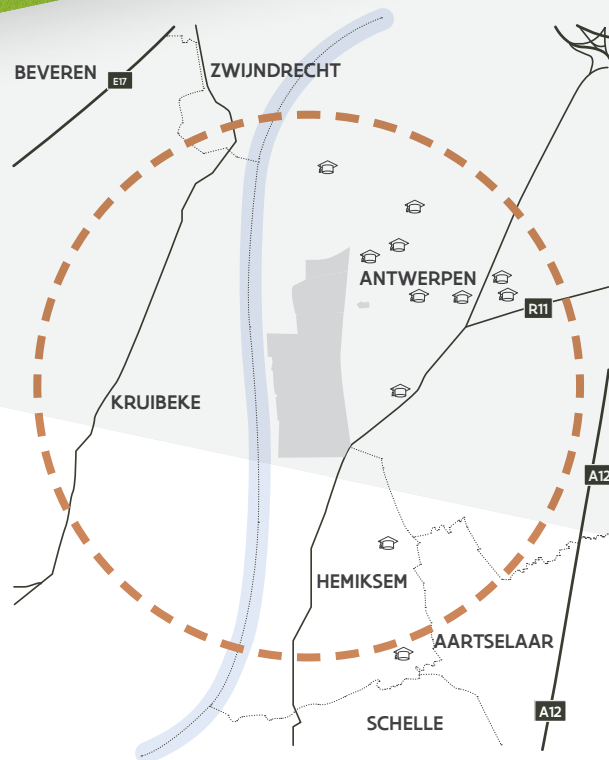 ZWIJNDRECHT
BEVEREN
E17
ANTWERPEN
R11
KRUIBEKE
A12
HEMIKSEM
AARTSELAAR
A12
SCHELLE